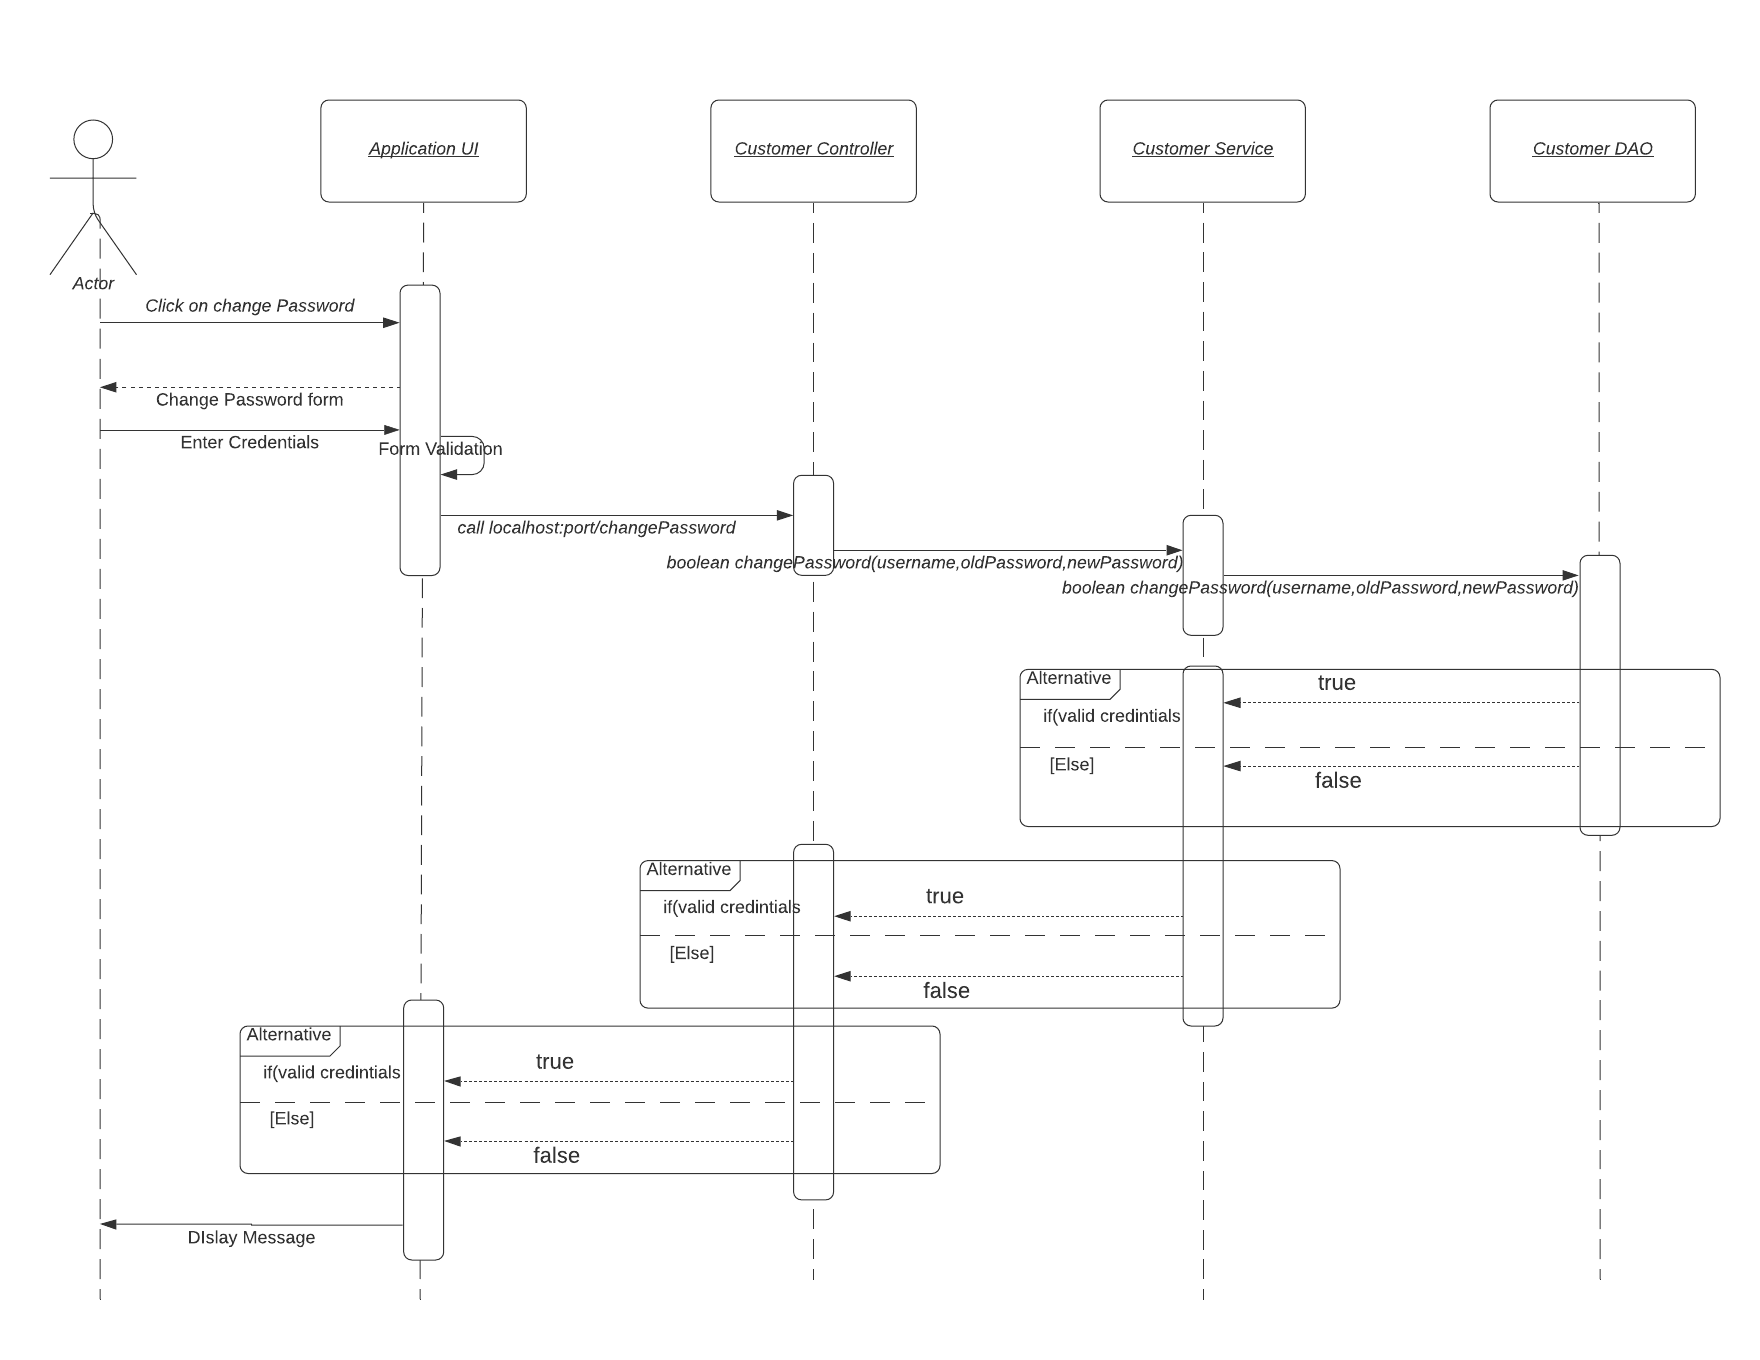 Application UI
Customer Controller
Customer Service
Customer DAO
Actor
Click on change Password
Change Password form
Enter Credentials
Form Validation
call localhost:port/changePassword
boolean changePassword(username,oldPassword,newPassword)
boolean changePassword(username,oldPassword,newPassword)
Alternative
true
if(valid credintials
[Else]
false
Alternative
true
if(valid credintials
[Else]
false
Alternative
true
if(valid credintials
[Else]
false
DIslay Message